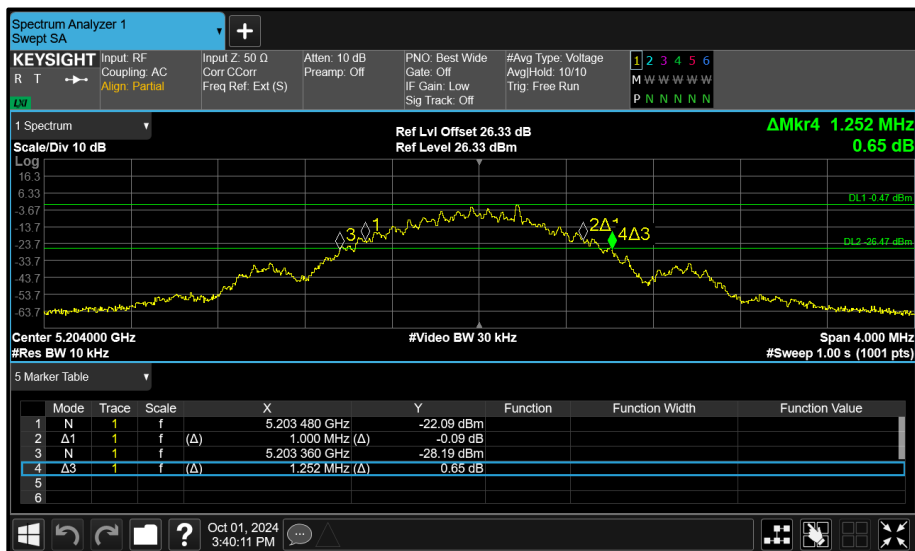 Spectrum Analyzer 1
Swept SA
+
KEYSIGHT
R T
LXI
Input: RF
Coupling: AC
Align: Partial
Input Z: 50 Ω
Corr CCorr
Freq Ref: Ext (S)
Atten: 10 dB
Preamp: Off
PNO: Best Wide
Gate: Off
IF Gain: Low
Sig Track: Off
#Avg Type: Voltage
Avg|Hold: 10/10
Trig: Free Run
1 2 3 4 5 6
M W W W W W
P N N N N N
1 Spectrum
Scale/Div 10 dB
Ref Lvl Offset 26.33 dB
Ref Level 26.33 dBm
ΔMkr4 1.252 MHz
0.65 dB
Log
16.3
6.33
-3.67
-13.7
-23.7
-33.7
-43.7
-53.7
-63.7
DL1 -0.47 dBm
3
1
2Δ1
4Δ3
DL2 -26.47 dBm
Center 5.204000 GHz
#Video BW 30 kHz
Span 4.000 MHz
#Res BW 10 kHz
#Sweep 1.00 s (1001 pts)
5 Marker Table
Mode Trace Scale X Y Function Function Width Function Value
1 N 1 f 5.203 480 GHz -22.09 dBm
2 Δ1 1 f (Δ) 1.000 MHz (Δ) -0.09 dB
3 N 1 f 5.203 360 GHz -28.19 dBm
4 Δ3 1 f (Δ) 1.252 MHz (Δ) 0.65 dB
5
6
?
Oct 01, 2024
3:40:11 PM